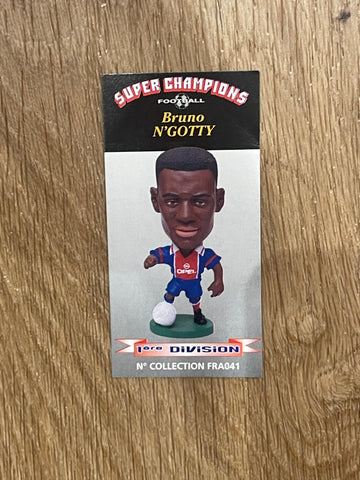 SUPER CHAMPIONS
FOOTBALL
Bruno
N'GOTTY
OPEL
1ère DiViSiON
N° COLLECTION FRA041